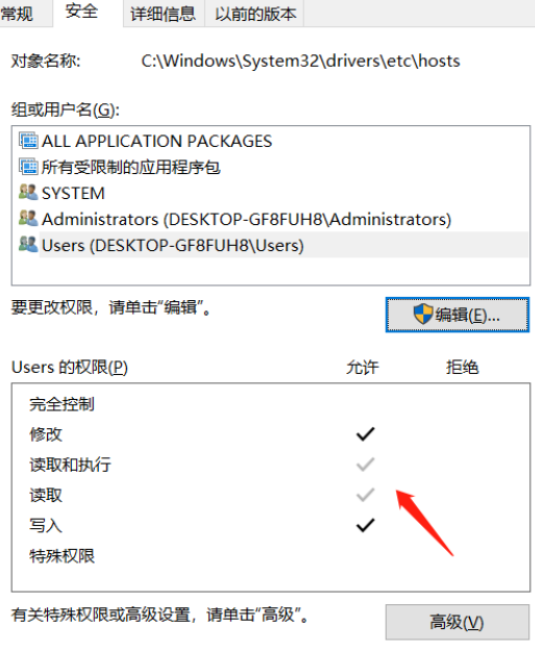 常规 安全 详细信息 以前的版本
对象名称: C:\Windows\System32\drivers\etc\hosts
组或用户名(G):
ALL APPLICATION PACKAGES
所有受限制的应用程序包
SYSTEM
Administrators (DESKTOP-GF8FUH8\Administrators)
Users (DESKTOP-GF8FUH8\Users)
要更改权限，请单击“编辑”。 编辑(E)...
Users 的权限(P) 允许 拒绝
完全控制
修改
读取和执行
读取
写入
特殊权限
有关特殊权限或高级设置，请单击“高级”。 高级(V)